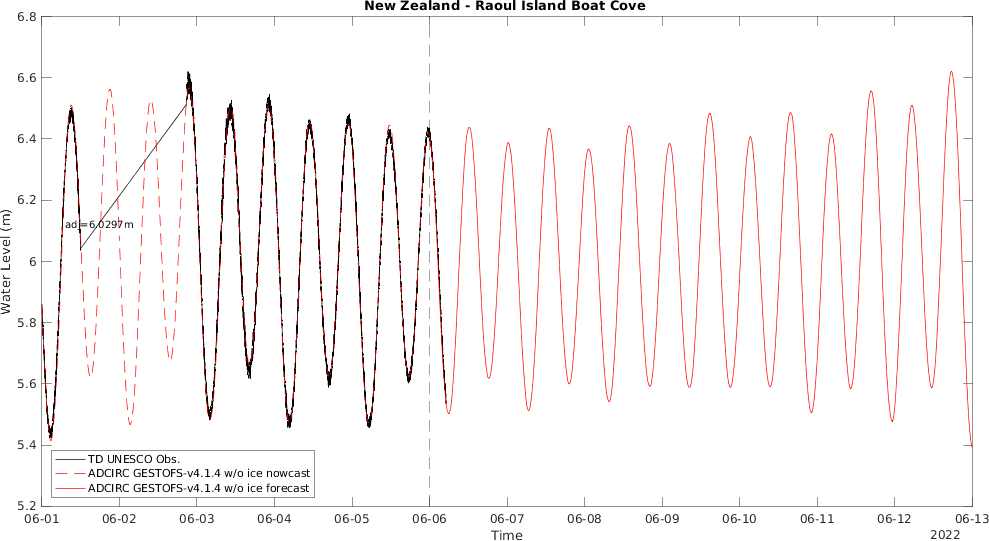 New Zealand - Raoul Island Boat Cove
6.8
6.6
6.4
6.2
6
5.8
5.6
5.4
5.2
Water Level (m)
ad =6.0297m
TD UNESCO Obs.
ADCIRC GESTOFS-v4.1.4 w/o ice nowcast
ADCIRC GESTOFS-v4.1.4 w/o ice forecast
06-01 06-02 06-03 06-04 06-05 06-06 06-07 06-08 06-09 06-10 06-11 06-12 06-13
Time
2022